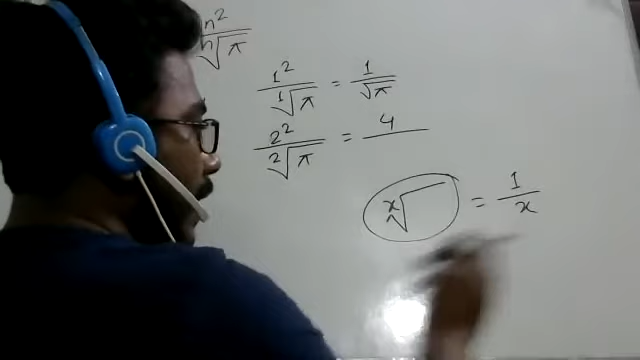 n² / ⁿ√π
1² / ¹√π = 1 / √π
2² / ²√π = 4 /
ˣ√ = 1 / x